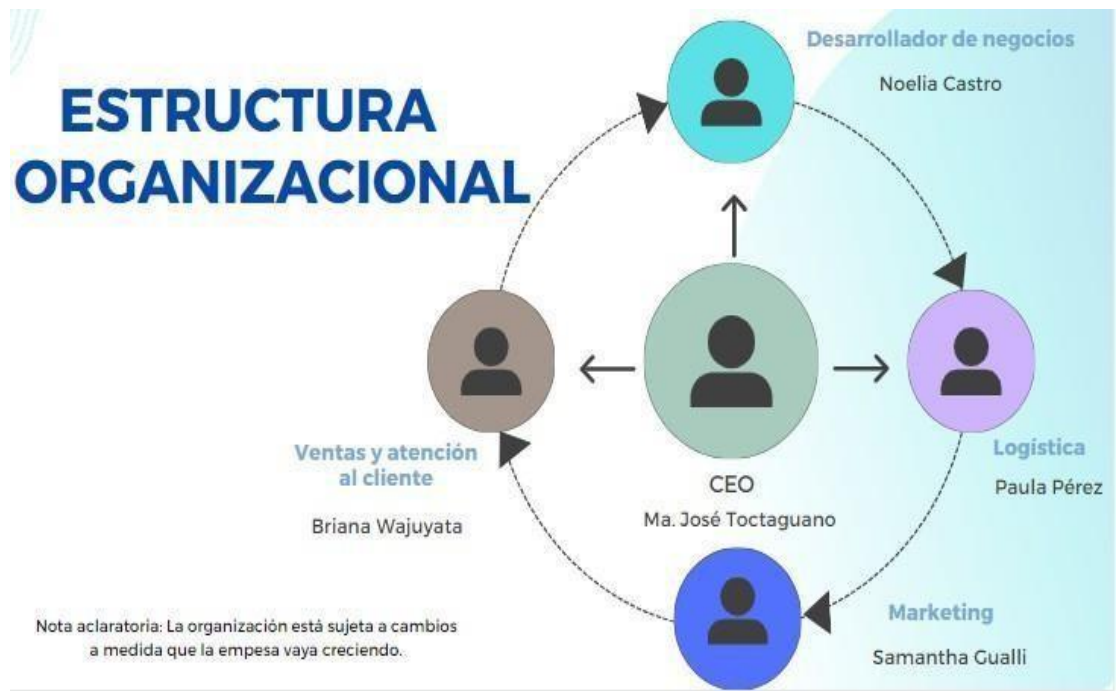 ESTRUCTURA
ORGANIZACIONAL
Desarrollador de negocios
Noelia Castro
Ventas y atención
al cliente
Briana Wajuyata
CEO
Ma. José Toctaguano
Logística
Paula Pérez
Marketing
Samantha Gualli
Nota aclaratoria: La organización está sujeta a cambios
a medida que la empesa vaya creciendo.